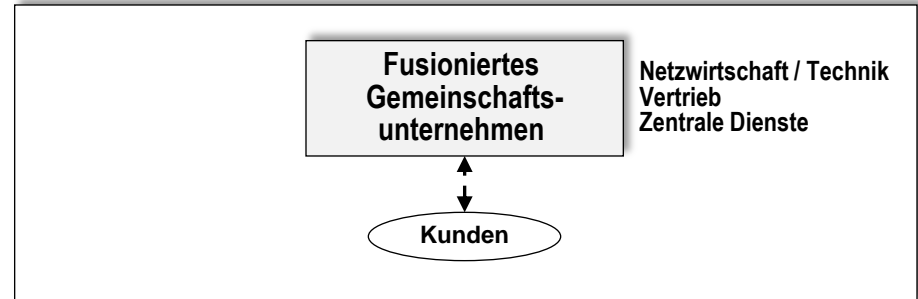 Fusioniertes
Gemeinschafts-
unternehmen
Netzwirtschaft / Technik
Vertrieb
Zentrale Dienste
Kunden